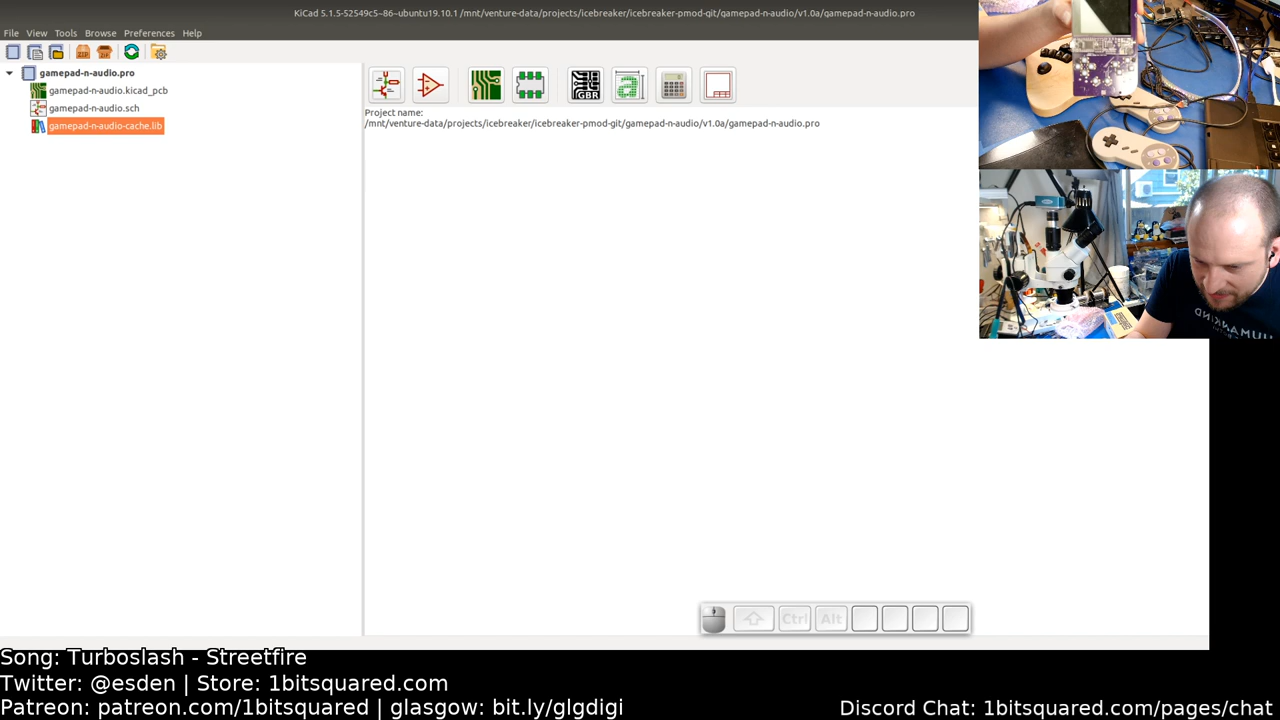 KiCad 5.1.5-52549c5~86~ubuntu19.10.1 /mnt/venture-data/projects/icebreaker/icebreaker-pmod-git/gamepad-n-audio/v1.0a/gamepad-n-audio.pro
File View Tools Browse Preferences Help
gamepad-n-audio.pro
gamepad-n-audio.kicad_pcb
gamepad-n-audio.sch
gamepad-n-audio-cache.lib
ZIP
ZIP
GBR
Project name:
/mnt/venture-data/projects/icebreaker/icebreaker-pmod-git/gamepad-n-audio/v1.0a/gamepad-n-audio.pro
HUMANKIND
Ctrl Alt
Song: Turboslash - Streetfire
Twitter: @esden | Store: 1bitsquared.com
Patreon: patreon.com/1bitsquared | glasgow: bit.ly/glgdigi
Discord Chat: 1bitsquared.com/pages/chat